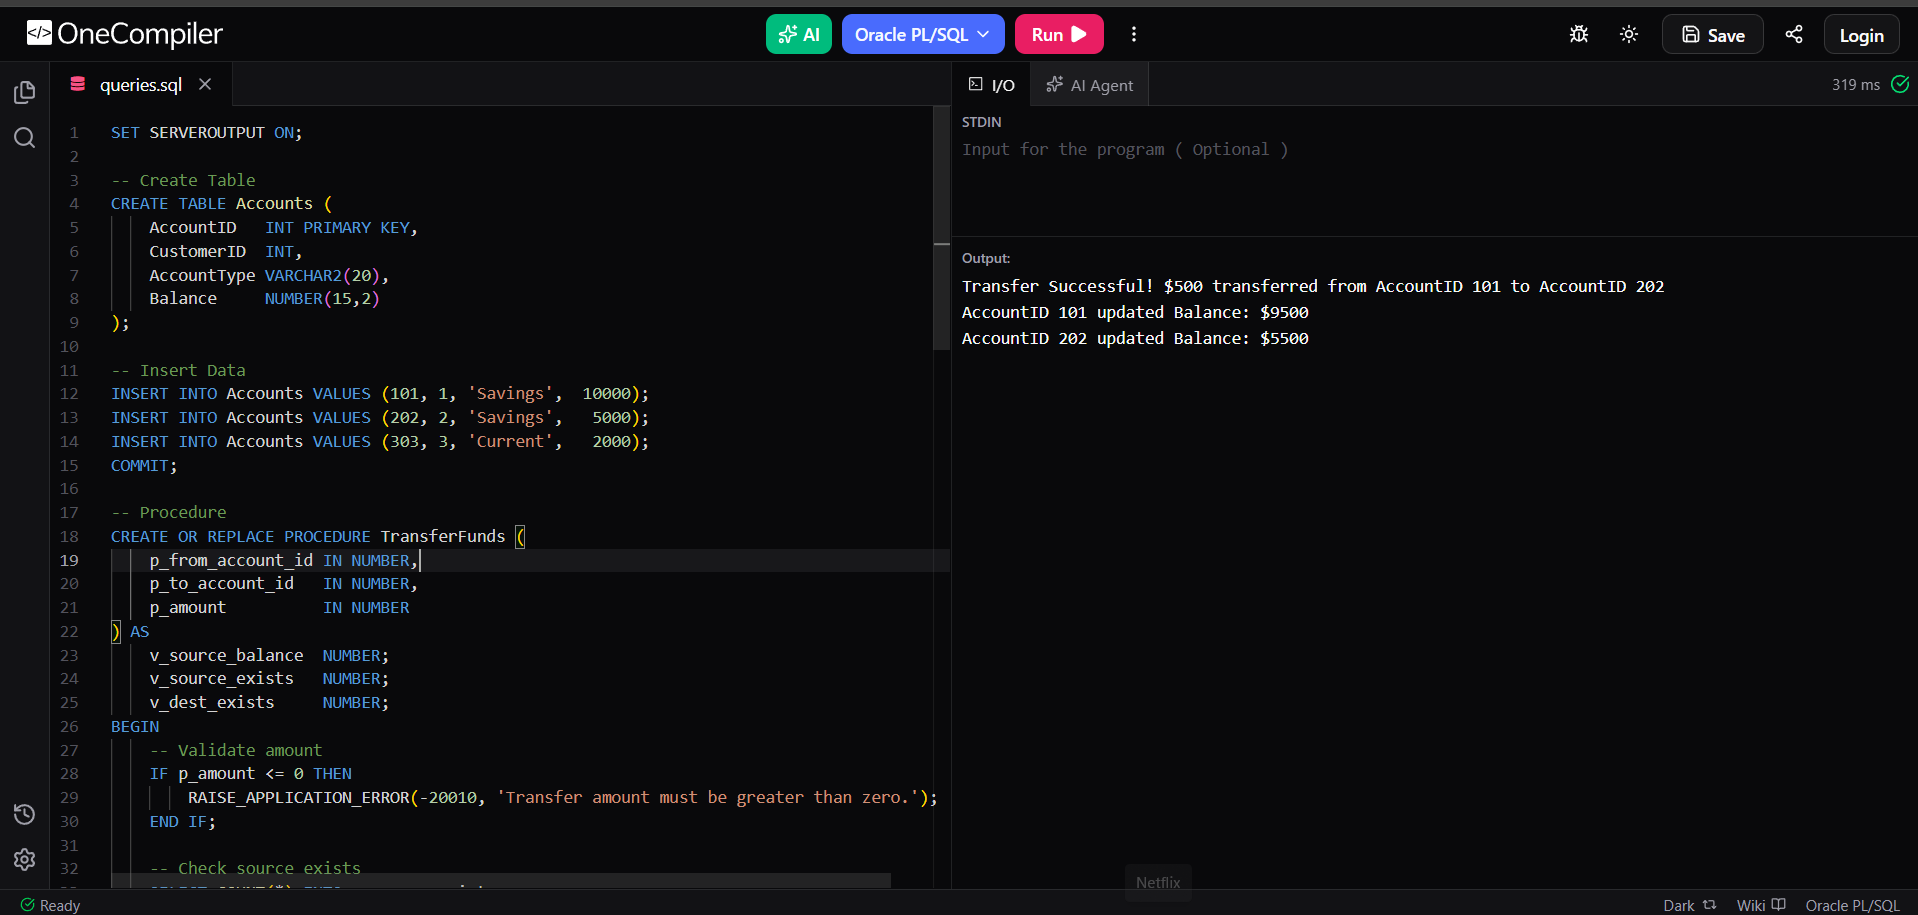 </> OneCompiler
AI
Oracle PL/SQL
Run
Save
Login
queries.sql
1 SET SERVEROUTPUT ON;
2
3 -- Create Table
4 CREATE TABLE Accounts (
5 AccountID INT PRIMARY KEY,
6 CustomerID INT,
7 AccountType VARCHAR2(20),
8 Balance NUMBER(15,2)
9 );
10
11 -- Insert Data
12 INSERT INTO Accounts VALUES (101, 1, 'Savings', 10000);
13 INSERT INTO Accounts VALUES (202, 2, 'Savings', 5000);
14 INSERT INTO Accounts VALUES (303, 3, 'Current', 2000);
15 COMMIT;
16
17 -- Procedure
18 CREATE OR REPLACE PROCEDURE TransferFunds (
19 p_from_account_id IN NUMBER,
20 p_to_account_id IN NUMBER,
21 p_amount IN NUMBER
22 ) AS
23 v_source_balance NUMBER;
24 v_source_exists NUMBER;
25 v_dest_exists NUMBER;
26 BEGIN
27 -- Validate amount
28 IF p_amount <= 0 THEN
29 RAISE_APPLICATION_ERROR(-20010, 'Transfer amount must be greater than zero.');
30 END IF;
31
32 -- Check source exists
I/O
AI Agent
319 ms
STDIN
Input for the program ( Optional )
Output:
Transfer Successful! $500 transferred from AccountID 101 to AccountID 202
AccountID 101 updated Balance: $9500
AccountID 202 updated Balance: $5500
Netflix
Ready
Dark
Wiki
Oracle PL/SQL